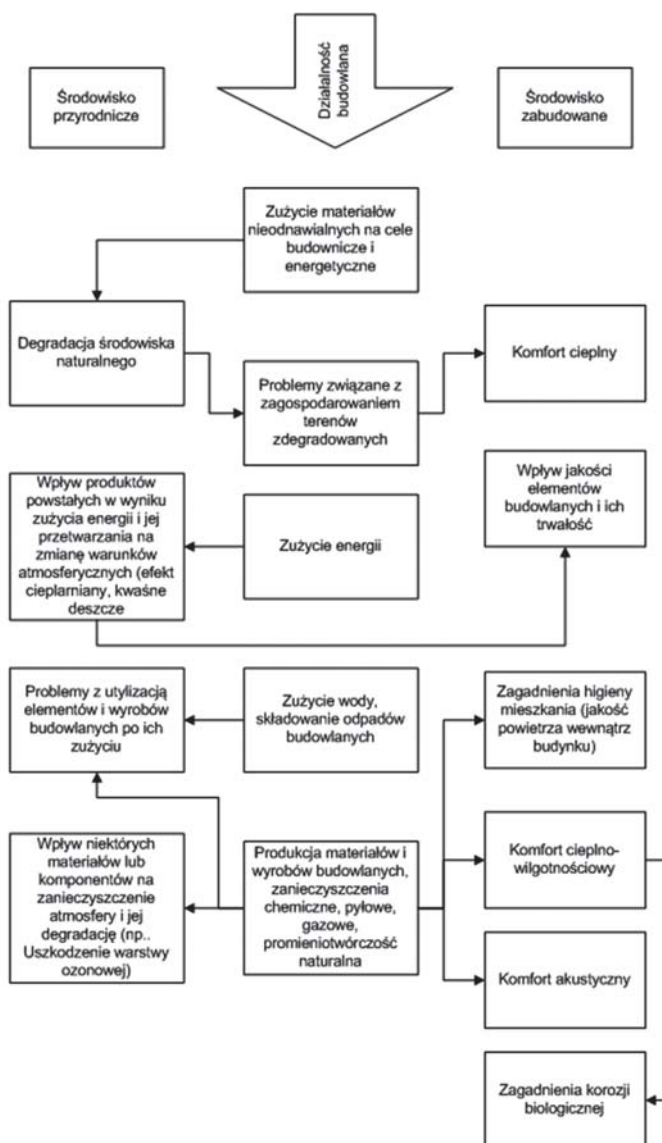 Działalność
budowlana
Środowisko
przyrodnicze
Środowisko
zabudowane
Zużycie materiałów
nieodnawialnych na cele
budownicze i
energetyczne
Degradacja środowiska
naturalnego
Problemy związane z
zagospodarowaniem
terenów
zdegradowanych
Komfort cieplny
Wpływ produktów
powstałych w wyniku
zużycia energii i jej
przetwarzania na
zmianę warunków
atmosferycznych (efekt
cieplarniany, kwaśne
deszcze
Zużycie energii
Wpływ jakości
elementów
budowlanych i ich
trwałość
Problemy z utylizacją
elementów i wyrobów
budowlanych po ich
zużyciu
Zużycie wody,
składowanie odpadów
budowlanych
Zagadnienia higieny
mieszkania (jakość
powietrza wewnątrz
budynku)
Wpływ niektórych
materiałów lub
komponentów na
zanieczyszczenie
atmosfery i jej
degradację (np..
Uszkodzenie warstwy
ozonowej)
Produkcja materiałów i
wyrobów budowlanych,
zanieczyszczenia
chemiczne, pyłowe,
gazowe,
promieniotwórczość
naturalna
Komfort cieplno-
wilgotnościowy
Komfort akustyczny
Zagadnienia korozji
biologicznej